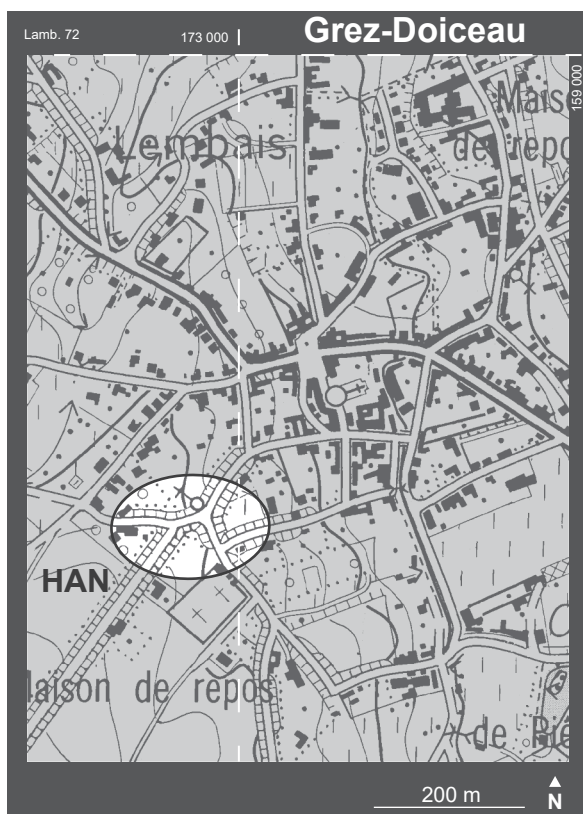 Lamb. 72
173 000
Grez-Doiceau
159 000
Mais
Lembais
de repo
HAN
Maison de repos
de Bie
200 m
N